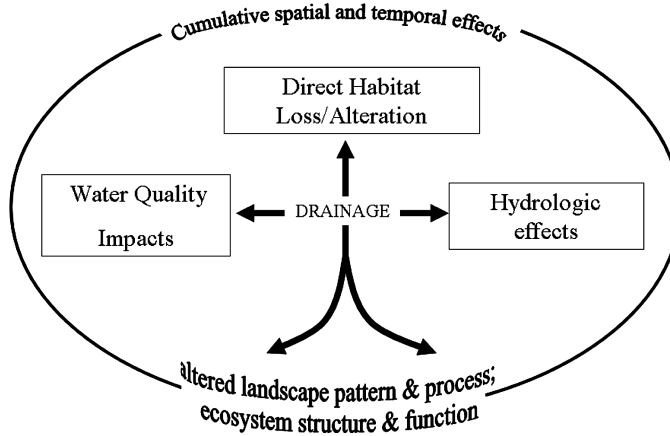 Cumulative spatial and temporal effects
Direct Habitat
Loss/Alteration
Water Quality
Impacts
DRAINAGE
Hydrologic
effects
altered landscape pattern & process;
ecosystem structure & function